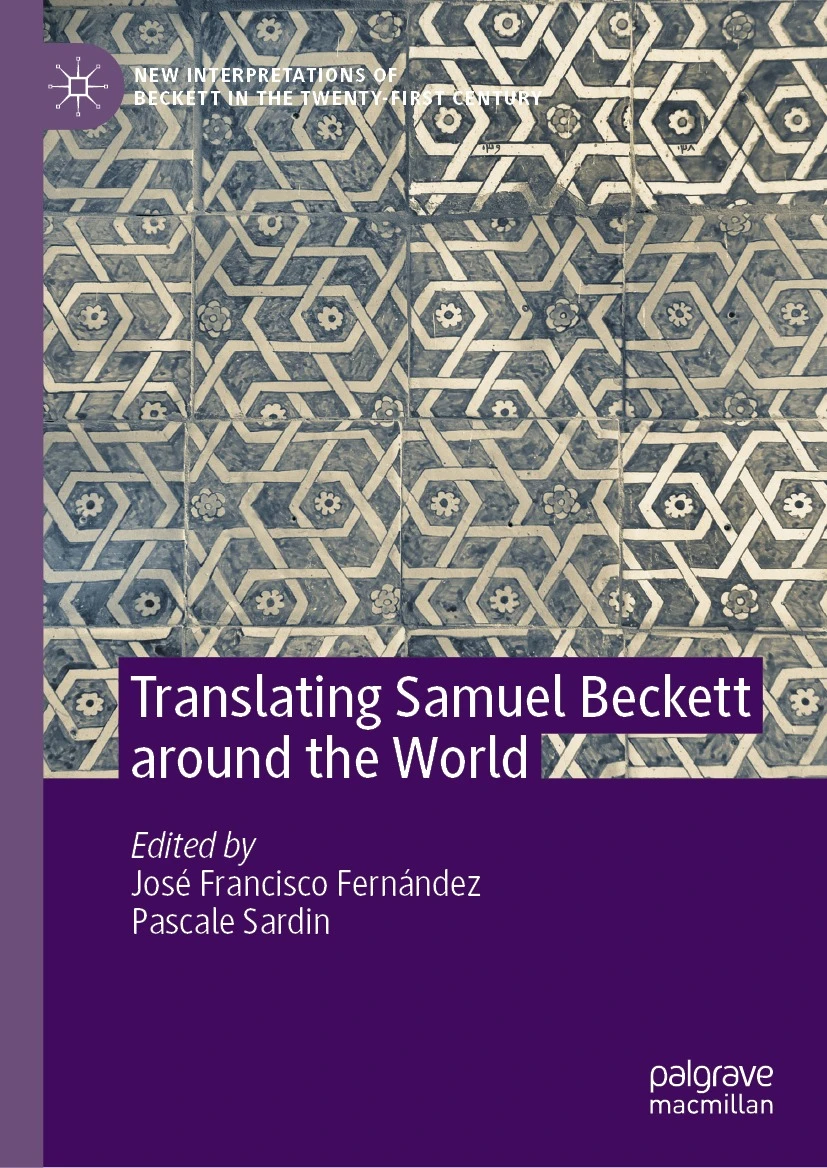 NEW INTERPRETATIONS OF
BECKETT IN THE TWENTY-FIRST CENTURY
Translating Samuel Beckett
around the World
Edited by
José Francisco Fernández
Pascale Sardin
palgrave
macmillan